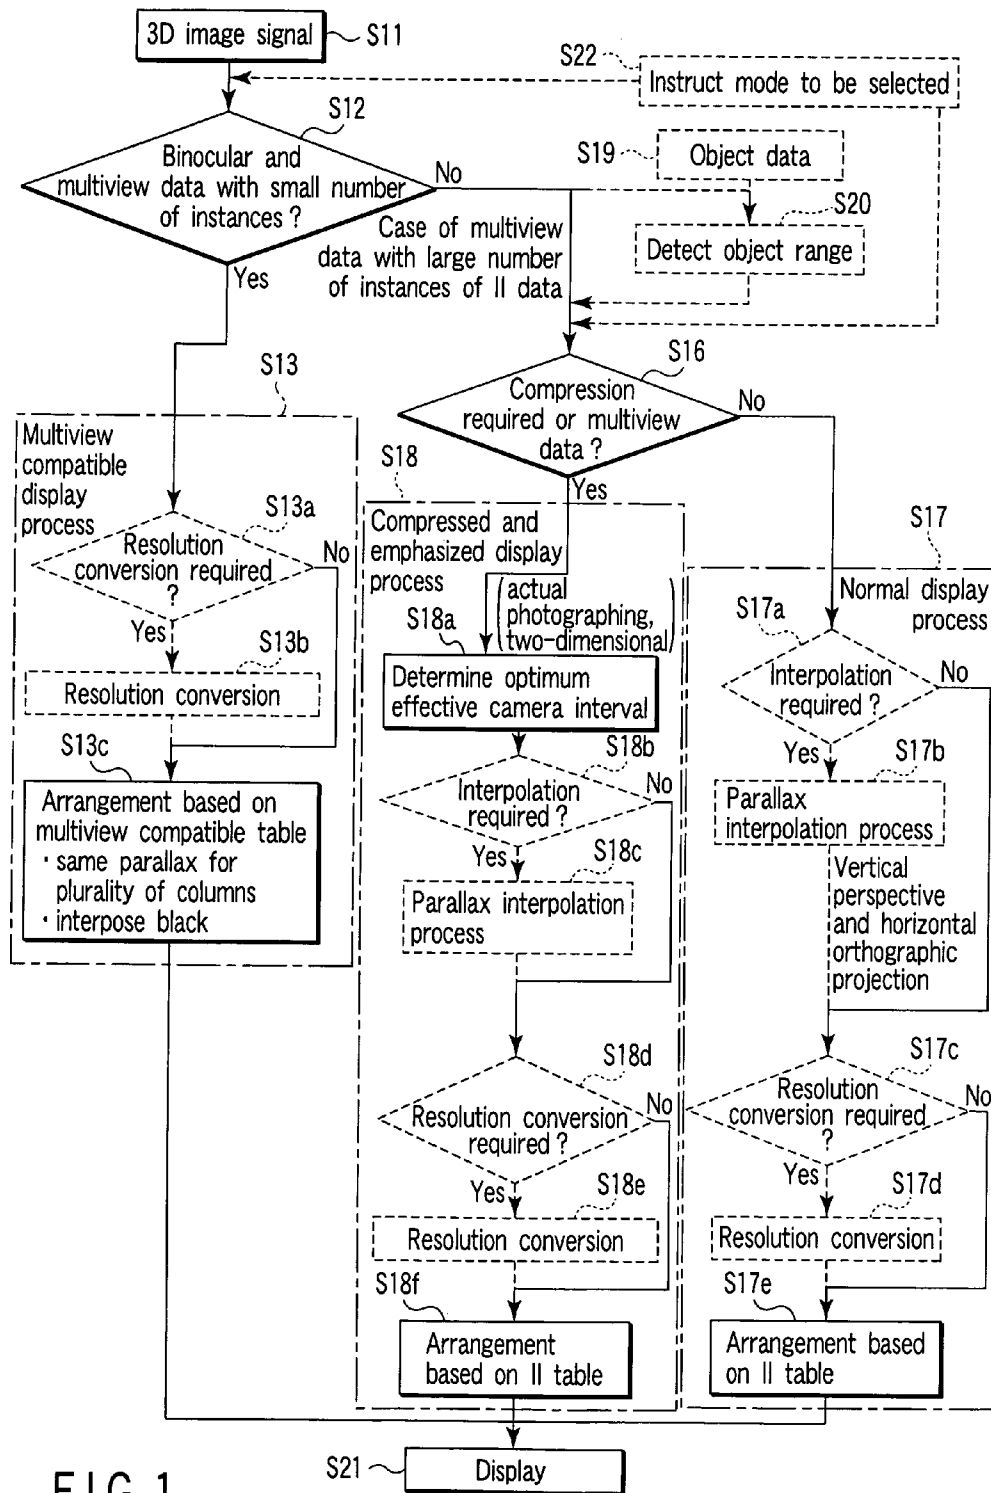 3D image signal
S11
S22
Instruct mode to be selected
S12
Binocular and
multiview data with small number
of instances ?
No
Yes
S19
Object data
S20
Detect object range
Case of multiview
data with large number
of instances of II data
S16
Compression
required or multiview
data ?
No
Yes
S13
Multiview
compatible
display
process
S13a
Resolution
conversion required
?
No
Yes
S13b
Resolution conversion
S13c
Arrangement based on
multiview compatible table
・same parallax for
plurality of columns
・interpose black
S18
Compressed and
emphasized display
process
(actual
photographing,
two-dimensional)
S18a
Determine optimum
effective camera interval
S18b
Interpolation
required ?
No
Yes
S18c
Parallax interpolation
process
S18d
Resolution conversion
required ?
No
Yes
S18e
Resolution conversion
S18f
Arrangement
based on II table
S17
Normal display
process
S17a
Interpolation
required ?
No
Yes
S17b
Parallax
interpolation process
Vertical
perspective
and horizontal
orthographic
projection
S17c
Resolution
conversion required
?
No
Yes
S17d
Resolution conversion
S17e
Arrangement based
on II table
S21
Display
FIG. 1